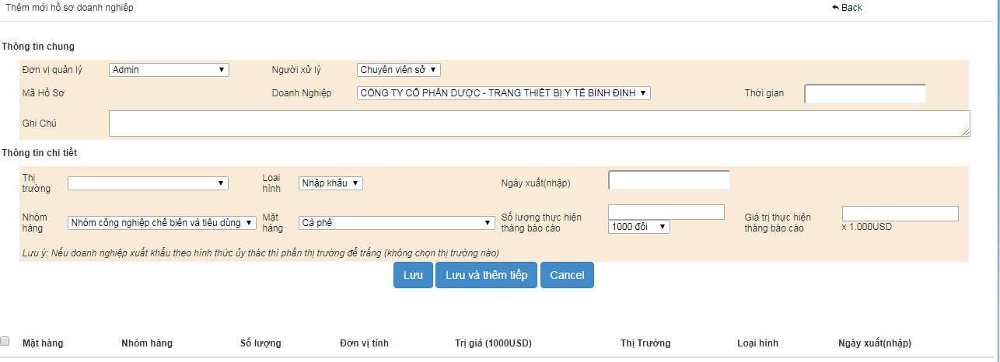 Thêm mới hồ sơ doanh nghiệp Back
Thông tin chung
Đơn vị quản lý Admin Người xử lý Chuyên viên sở
Mã Hồ Sơ Doanh Nghiệp CÔNG TY CỔ PHẦN DƯỢC - TRANG THIẾT BỊ Y TẾ BÌNH ĐỊNH Thời gian
Ghi Chú
Thông tin chi tiết
Thị trường Loại hình Nhập khẩu Ngày xuất(nhập)
Nhóm hàng Nhóm công nghiệp chế biến và tiêu dùng Mặt hàng Cà phê Số lượng thực hiện tháng báo cáo 1000 đôi Giá trị thực hiện tháng báo cáo x 1.000USD
Lưu ý: Nếu doanh nghiệp xuất khẩu theo hình thức ủy thác thì phần thị trường để trắng (không chọn thị trường nào)
Lưu Lưu và thêm tiếp Cancel
Mặt hàng Nhóm hàng Số lượng Đơn vị tính Trị giá (1000USD) Thị Trường Loại hình Ngày xuất(nhập)